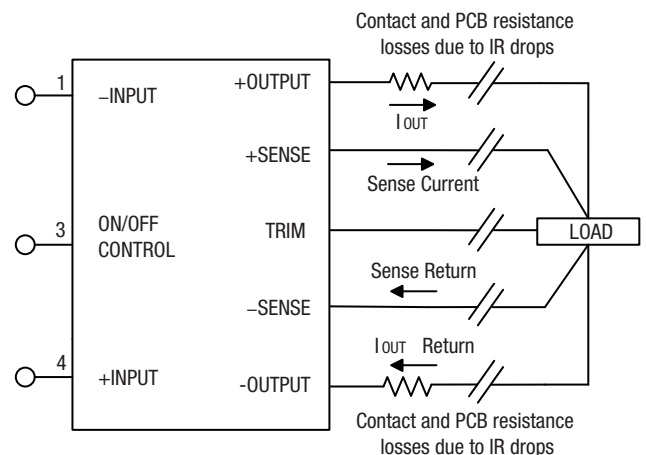 Contact and PCB resistance
losses due to IR drops
1
–INPUT
+OUTPUT
IOUT
+SENSE
Sense Current
3
ON/OFF
CONTROL
TRIM
LOAD
Sense Return
–SENSE
4
+INPUT
IOUT Return
-OUTPUT
Contact and PCB resistance
losses due to IR drops